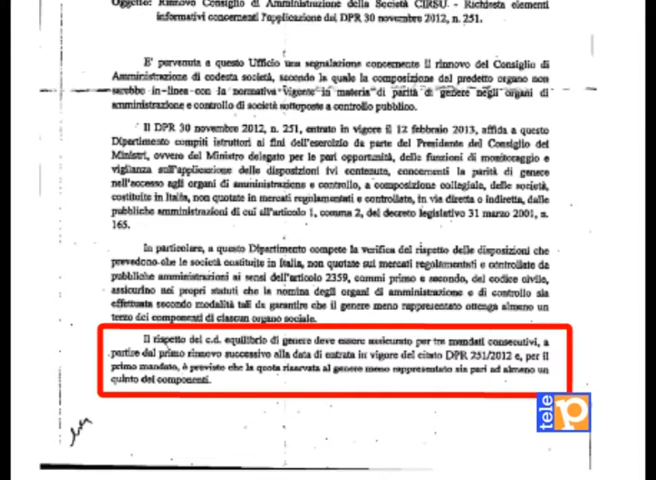 Oggetto: Rinnovo Consiglio di Amministrazione della Società CIRSU. - Richiesta elementi
informativi concernenti l'applicazione del DPR 30 novembre 2012, n. 251.
E' pervenuta a questo Ufficio una segnalazione concernente il rinnovo del Consiglio di
Amministrazione di codesta società, secondo la quale la composizione del predetto organo non
sarebbe in linea con la normativa vigente in materia di parità di genere negli organi di
amministrazione e controllo di società sottoposte a controllo pubblico.
Il DPR 30 novembre 2012, n. 251, entrato in vigore il 12 febbraio 2013, affida a questo
Dipartimento compiti istruttori ai fini dell'esercizio da parte del Presidente del Consiglio dei
Ministri, ovvero del Ministro delegato per le pari opportunità, delle funzioni di monitoraggio e
vigilanza sull'applicazione delle disposizioni ivi contenute, concernenti la parità di genere
nell'accesso agli organi di amministrazione e controllo, a composizione collegiale, delle società,
costituite in Italia, non quotate in mercati regolamentati e controllate, in via diretta o indiretta, dalle
pubbliche amministrazioni di cui all'articolo 1, comma 2, del decreto legislativo 31 marzo 2001, n.
165.
In particolare, a questo Dipartimento compete la verifica del rispetto delle disposizioni che
prevedono che le società costituite in Italia, non quotate sui mercati regolamentati e controllate da
pubbliche amministrazioni ai sensi dell'articolo 2359, commi primo e secondo, del codice civile,
assicurino nei propri statuti che la nomina degli organi di amministrazione e di controllo sia
effettuata secondo modalità tali da garantire che il genere meno rappresentato ottenga almeno un
terzo dei componenti di ciascun organo sociale.
Il rispetto del c.d. equilibrio di genere deve essere assicurato per tre mandati consecutivi, a
partire dal primo rinnovo successivo alla data di entrata in vigore del citato DPR 251/2012 e, per il
primo mandato, è previsto che la quota riservata al genere meno rappresentato sia pari ad almeno un
quinto dei componenti.
tele p